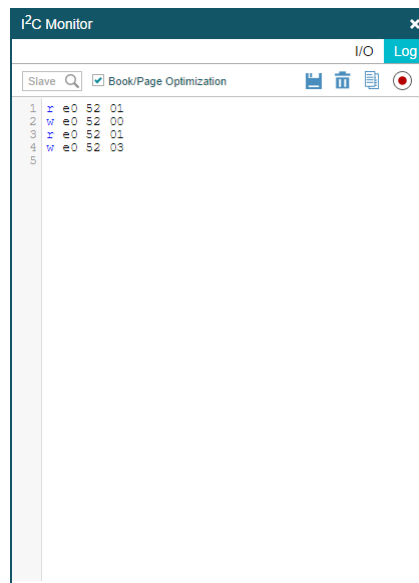 I²C Monitor ×
I/O Log
Slave Book/Page Optimization
1 r e0 52 01
2 w e0 52 00
3 r e0 52 01
4 w e0 52 03
5